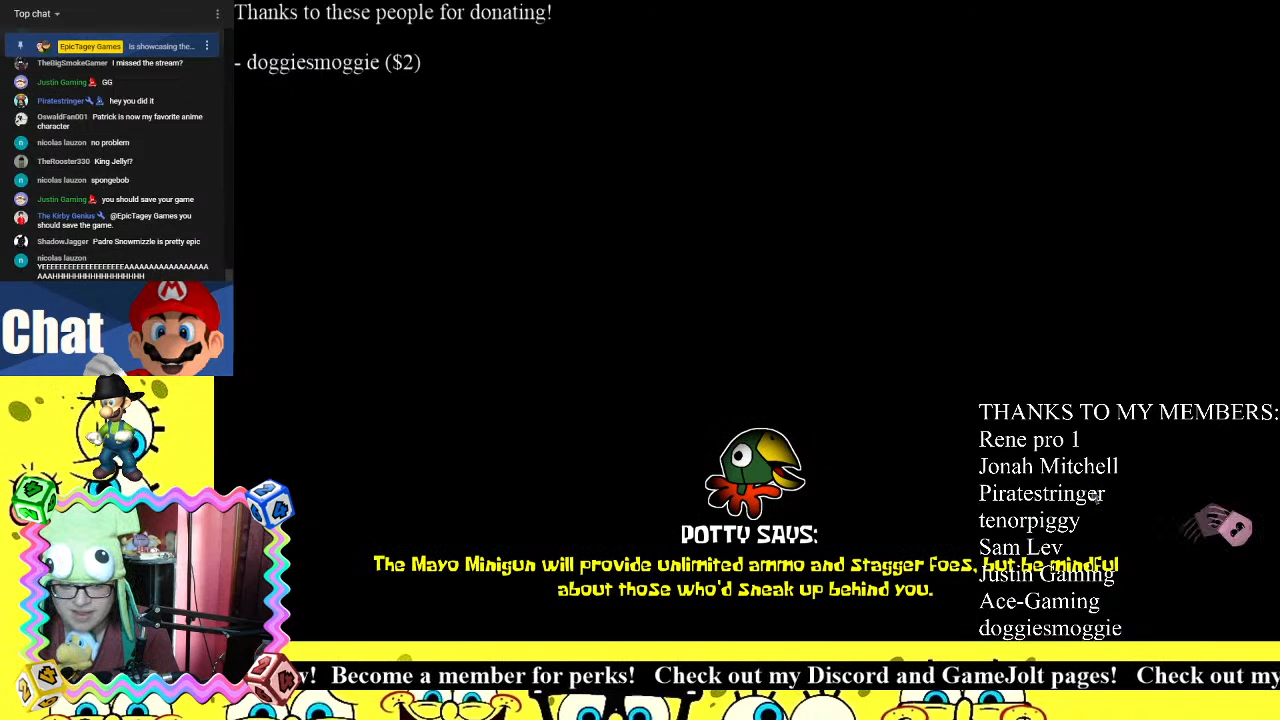 Top chat
Thanks to these people for donating!
EpicTagey Games is showcasing the...
- doggiesmoggie ($2)
TheBigSmokeGamer I missed the stream?
Justin Gaming GG
Piratestringer hey you did it
OswaldFan001 Patrick is now my favorite anime
character
nicolas lauzon no problem
TheRooster330 King Jelly!?
nicolas lauzon spongebob
Justin Gaming you should save your game
The Kirby Genius @EpicTagey Games you
should save the game.
ShadowJagger Padre Snowmizzle is pretty epic
nicolas lauzon
Chat
THANKS TO MY MEMBERS:
Rene pro 1
Jonah Mitchell
Piratestringer
tenorpiggy
Sam Lev
Justin Gaming
Ace-Gaming
doggiesmoggie
POTTY SAYS:
The Mayo Minigun will provide unlimited ammo and stagger foes, but be mindful
about those who'd sneak up behind you.
y! Become a member for perks! Check out my Discord and GameJolt pages! Check out my